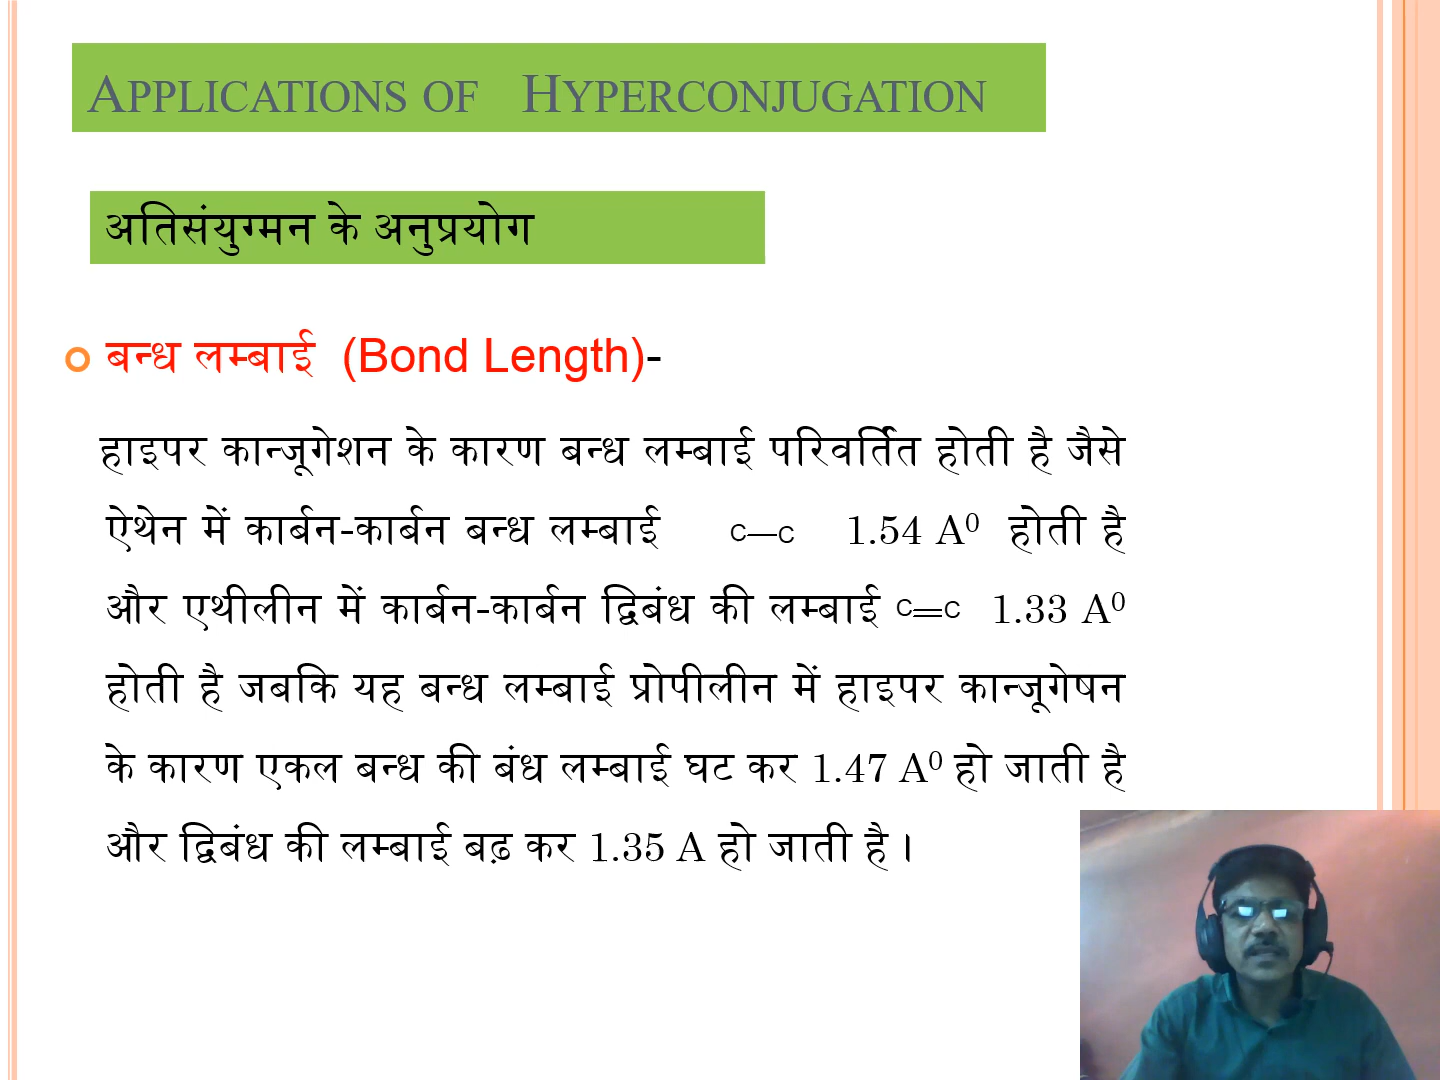 APPLICATIONS OF HYPERCONJUGATION
अतिसंयुग्मन के अनुप्रयोग
बन्ध लम्बाई (Bond Length)-
हाइपर कान्जूगेशन के कारण बन्ध लम्बाई परिवर्तित होती है जैसे
ऐथेन में कार्बन-कार्बन बन्ध लम्बाई C—C 1.54 A⁰ होती है
और एथीलीन में कार्बन-कार्बन द्विबंध की लम्बाई C=C 1.33 A⁰
होती है जबकि यह बन्ध लम्बाई प्रोपीलीन में हाइपर कान्जूगेषन
के कारण एकल बन्ध की बंध लम्बाई घट कर 1.47 A⁰ हो जाती है
और द्विबंध की लम्बाई बढ़ कर 1.35 A हो जाती है ।